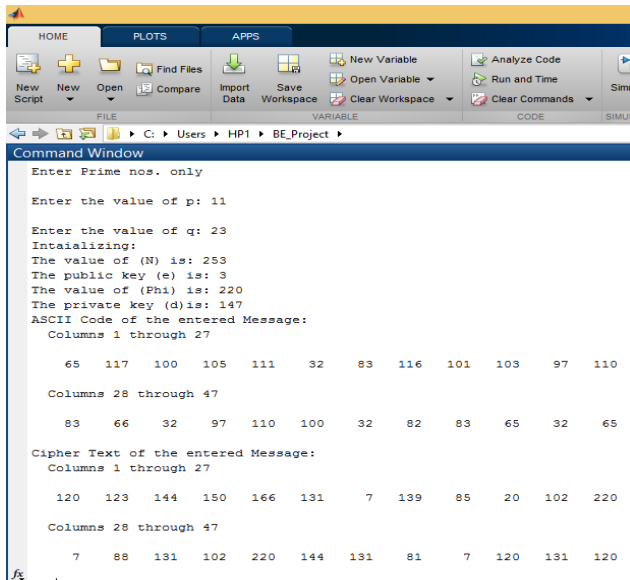 HOME PLOTS APPS
New Script
New
Open
Find Files
Compare
Import Data
Save Workspace
New Variable
Open Variable
Clear Workspace
Analyze Code
Run and Time
Clear Commands
FILE VARIABLE CODE
C: Users HP1 BE_Project
Command Window
Enter Prime nos. only
Enter the value of p: 11
Enter the value of q: 23
Intaializing:
The value of (N) is: 253
The public key (e) is: 3
The value of (Phi) is: 220
The private key (d)is: 147
ASCII Code of the entered Message:
Columns 1 through 27
65 117 100 105 111 32 83 116 101 103 97 110
Columns 28 through 47
83 66 32 97 110 100 32 82 83 65 32 65
Cipher Text of the entered Message:
Columns 1 through 27
120 123 144 150 166 131 7 139 85 20 102 220
Columns 28 through 47
7 88 131 102 220 144 131 81 7 120 131 120
fx